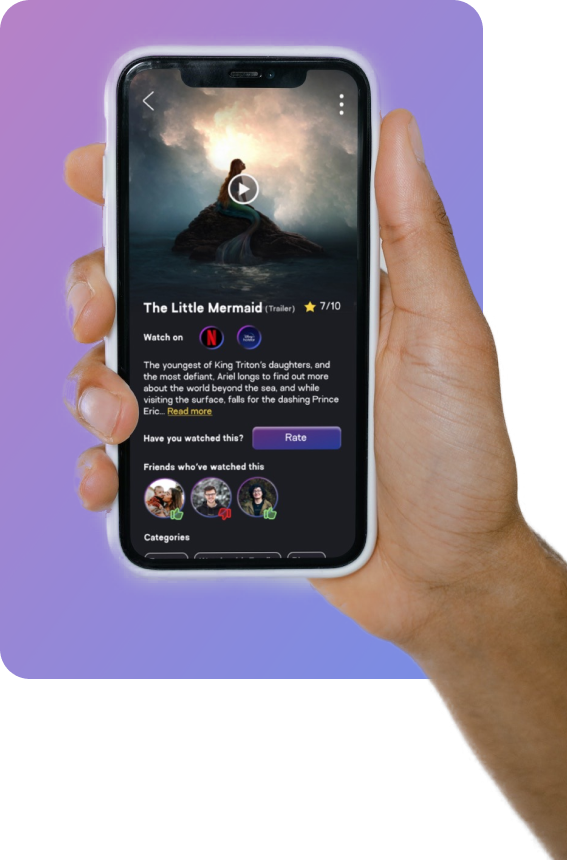 The Little Mermaid (Trailer) 7/10
Watch on N Disney+
The youngest of King Triton's daughters, and
the most defiant, Ariel longs to find out more
about the world beyond the sea, and while
visiting the surface, falls for the dashing Prince
Eric... Read more
Have you watched this? Rate
Friends who've watched this
Categories